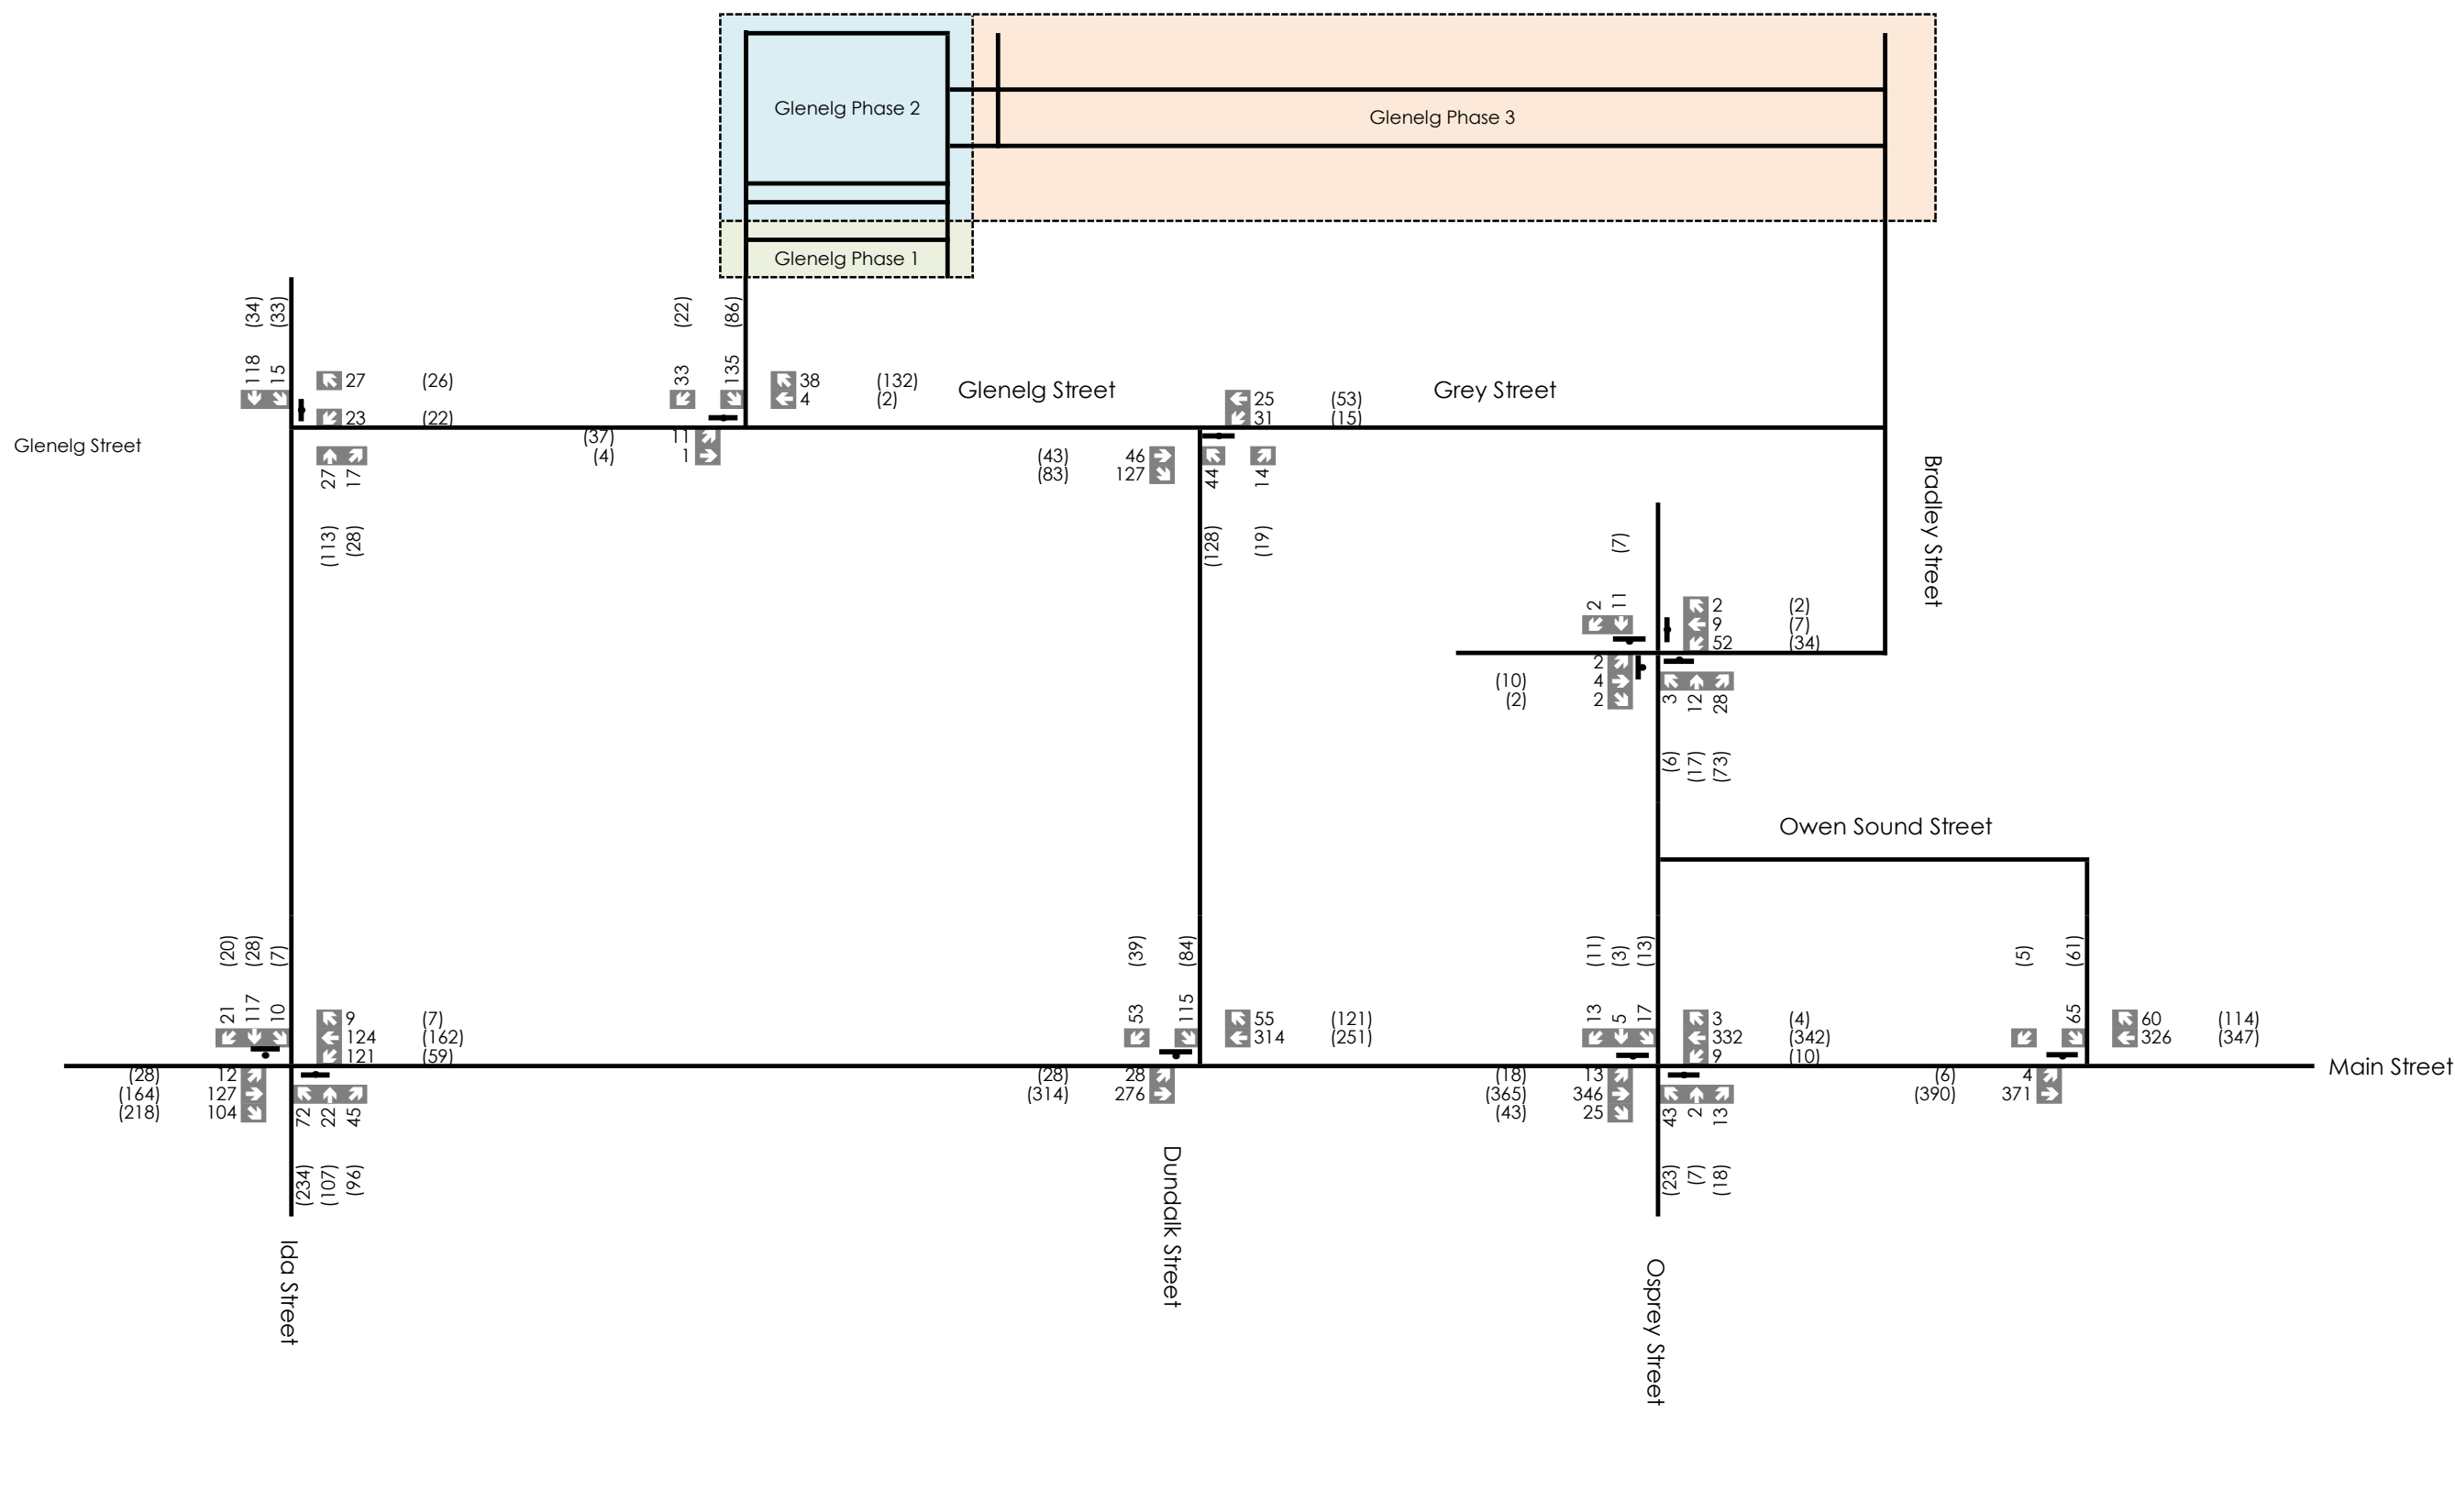 Glenelg Phase 2
Glenelg Phase 3
Glenelg Phase 1
(34) (33)
118 15
27 (26)
23 (22)
Glenelg Street
27 17
(113) (28)
(22) (86)
33 135
38 (132)
4 (2)
(37) 11
(4) 1
Glenelg Street
Grey Street
25 (53)
31 (15)
(43) 46
(83) 127
44 14
(128) (19)
Bradley Street
(7)
2 11
2 (2)
9 (7)
52 (34)
2
(10) 4
(2) 2
3 12 28
(6) (17) (73)
Owen Sound Street
(20) (28) (7)
21 117 10
9 (7)
124 (162)
121 (59)
(28) 12
(164) 127
(218) 104
72 22 45
(234) (107) (96)
(39) (84)
53 115
55 (121)
314 (251)
(28) 28
(314) 276
(11) (3) (13)
13 5 17
3 (4)
332 (342)
9 (10)
(18) 13
(365) 346
(43) 25
43 2 13
(23) (7) (18)
(5) (61)
65
60 (114)
326 (347)
(6) 4
(390) 371
Main Street
Ida Street
Dundalk Street
Osprey Street